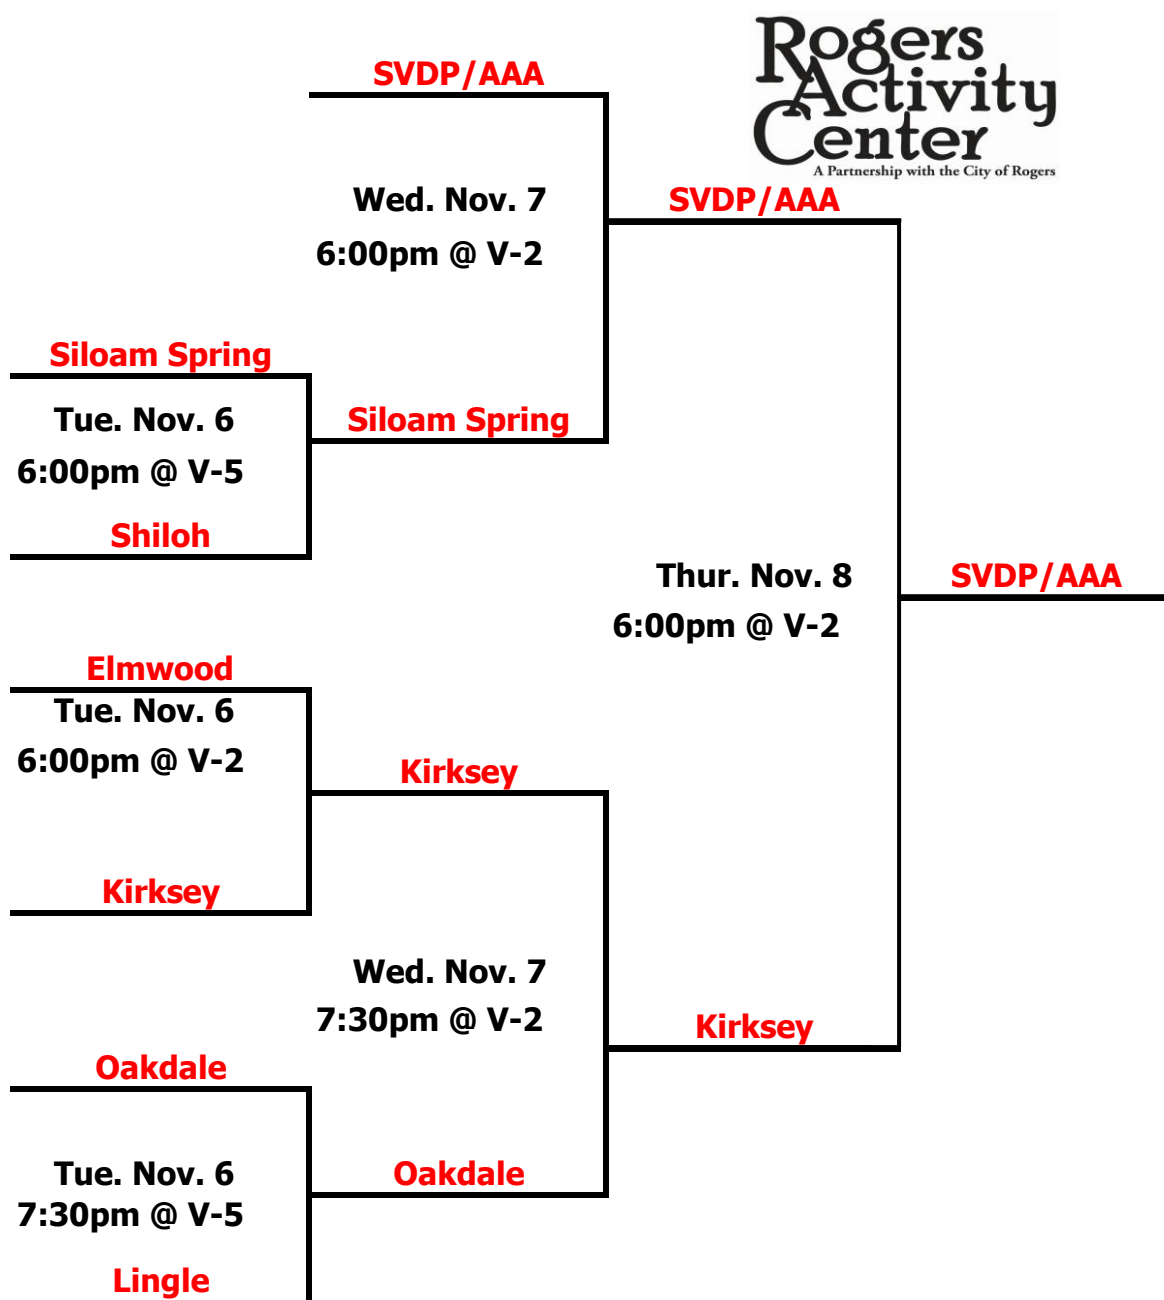 Rogers
Activity
Center
A Partnership with the City of Rogers
SVDP/AAA
Wed. Nov. 7
6:00pm @ V-2
SVDP/AAA
Siloam Spring
Tue. Nov. 6
6:00pm @ V-5
Siloam Spring
Shiloh
Thur. Nov. 8
6:00pm @ V-2
SVDP/AAA
Elmwood
Tue. Nov. 6
6:00pm @ V-2
Kirksey
Kirksey
Wed. Nov. 7
7:30pm @ V-2
Kirksey
Oakdale
Tue. Nov. 6
7:30pm @ V-5
Oakdale
Lingle